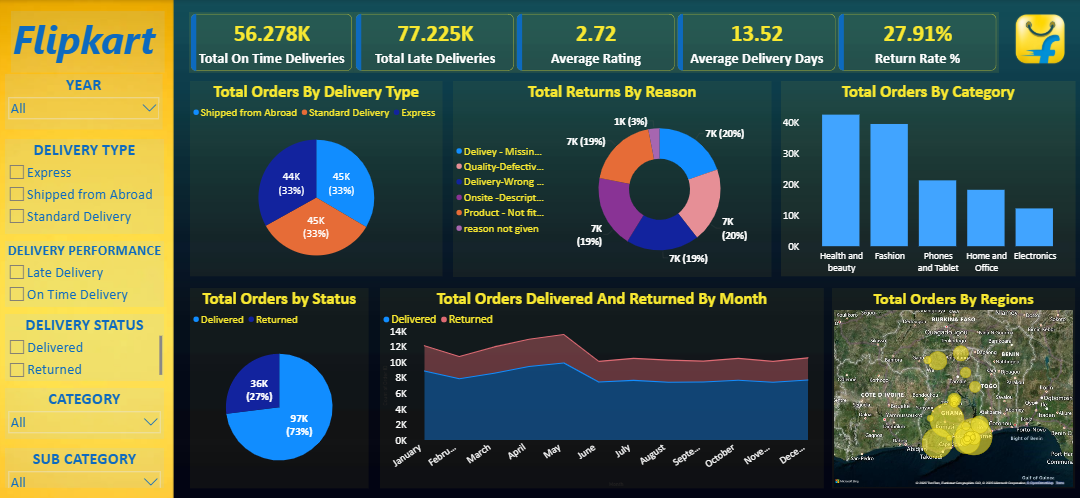 Flipkart
YEAR
All
DELIVERY TYPE
Express
Shipped from Abroad
Standard Delivery
DELIVERY PERFORMANCE
Late Delivery
On Time Delivery
DELIVERY STATUS
Delivered
Returned
CATEGORY
All
SUB CATEGORY
All
56.278K
Total On Time Deliveries
77.225K
Total Late Deliveries
2.72
Average Rating
13.52
Average Delivery Days
27.91%
Return Rate %
Total Orders By Delivery Type
Shipped from Abroad Standard Delivery Express
44K
(33%)
45K
(33%)
45K
(33%)
Total Returns By Reason
Delivey - Missin...
Quality-Defectiv...
Delivery-Wrong ...
Onsite -Descript...
Product - Not fit...
reason not given
1K (3%)
7K (20%)
7K (19%)
7K
(20%)
7K
(19%)
7K (19%)
Total Orders By Category
40K
30K
20K
10K
0K
Health and
beauty
Fashion
Phones
and Tablet
Home and
Office
Electronics
Total Orders by Status
Delivered Returned
36K
(27%)
97K
(73%)
Total Orders Delivered And Returned By Month
Delivered Returned
14K
12K
10K
8K
6K
4K
2K
0K
January
Febru...
March
April
May
June
July
August
Septe...
October
Nove...
Dece...
Total Orders By Regions
BURKINA FASO
BENIN
TOGO
CÔTE D'IVOIRE
GHANA
Bight of Benin
Gulf of Guinea